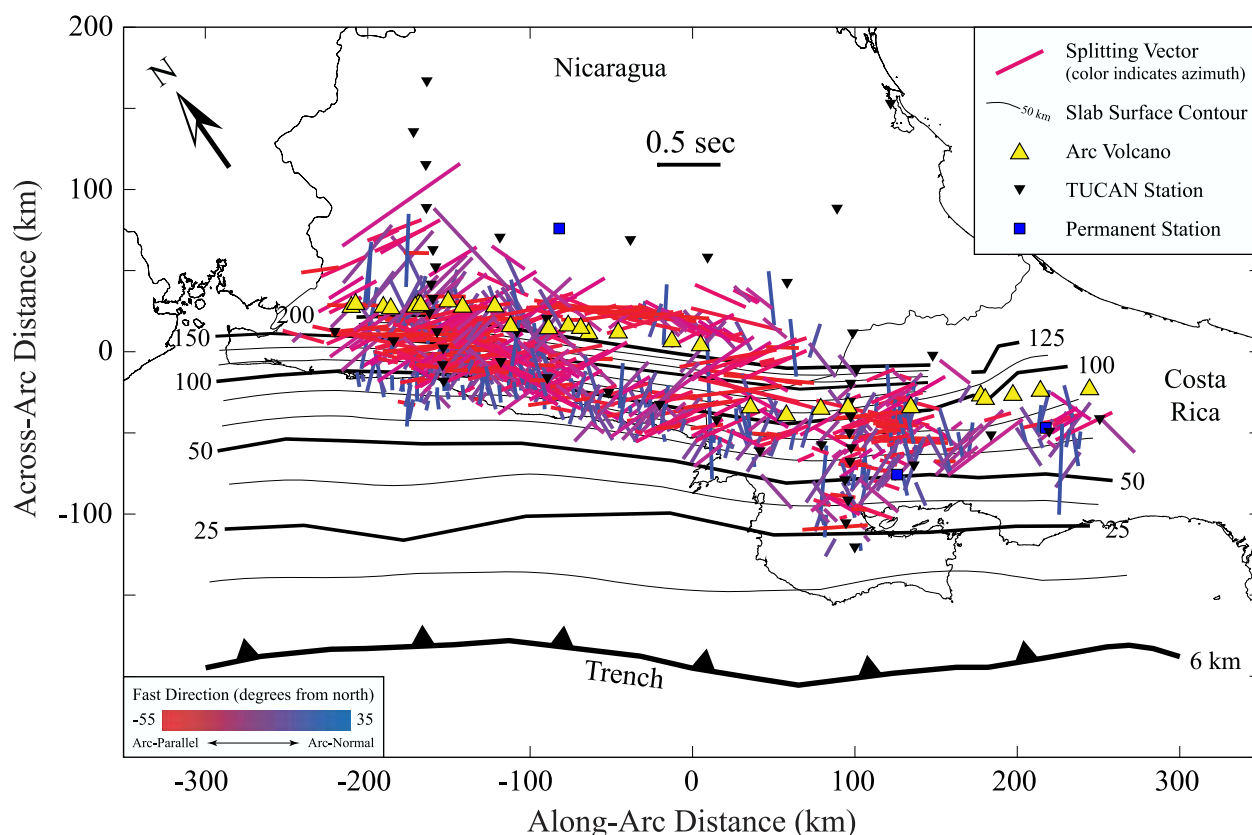 200
100
0
-100
Across-Arc Distance (km)
-300
-200
-100
0
100
200
300
Along-Arc Distance (km)
N
Nicaragua
0.5 sec
Splitting Vector
(color indicates azimuth)
50 km
Slab Surface Contour
Arc Volcano
TUCAN Station
Permanent Station
200
150
100
50
25
125
100
50
25
Costa
Rica
Trench
6 km
Fast Direction (degrees from north)
-55
35
Arc-Parallel
Arc-Normal